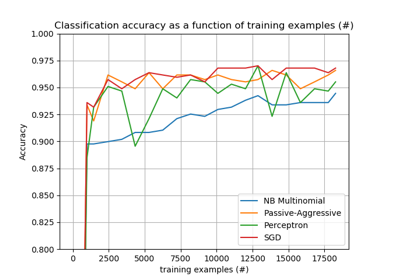 Classification accuracy as a function of training examples (#)
1.000
0.975
0.950
0.925
0.900
0.875
0.850
0.825
0.800
Accuracy
NB Multinomial
Passive-Aggressive
Perceptron
SGD
0 2500 5000 7500 10000 12500 15000 17500
training examples (#)